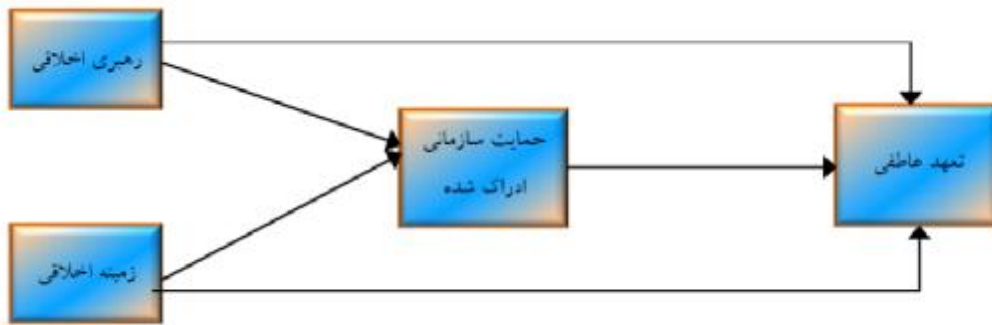 رهبری اخلاقی
حمایت سازمانی
ادراک شده
تعهد عاطفی
زمینه اخلاقی